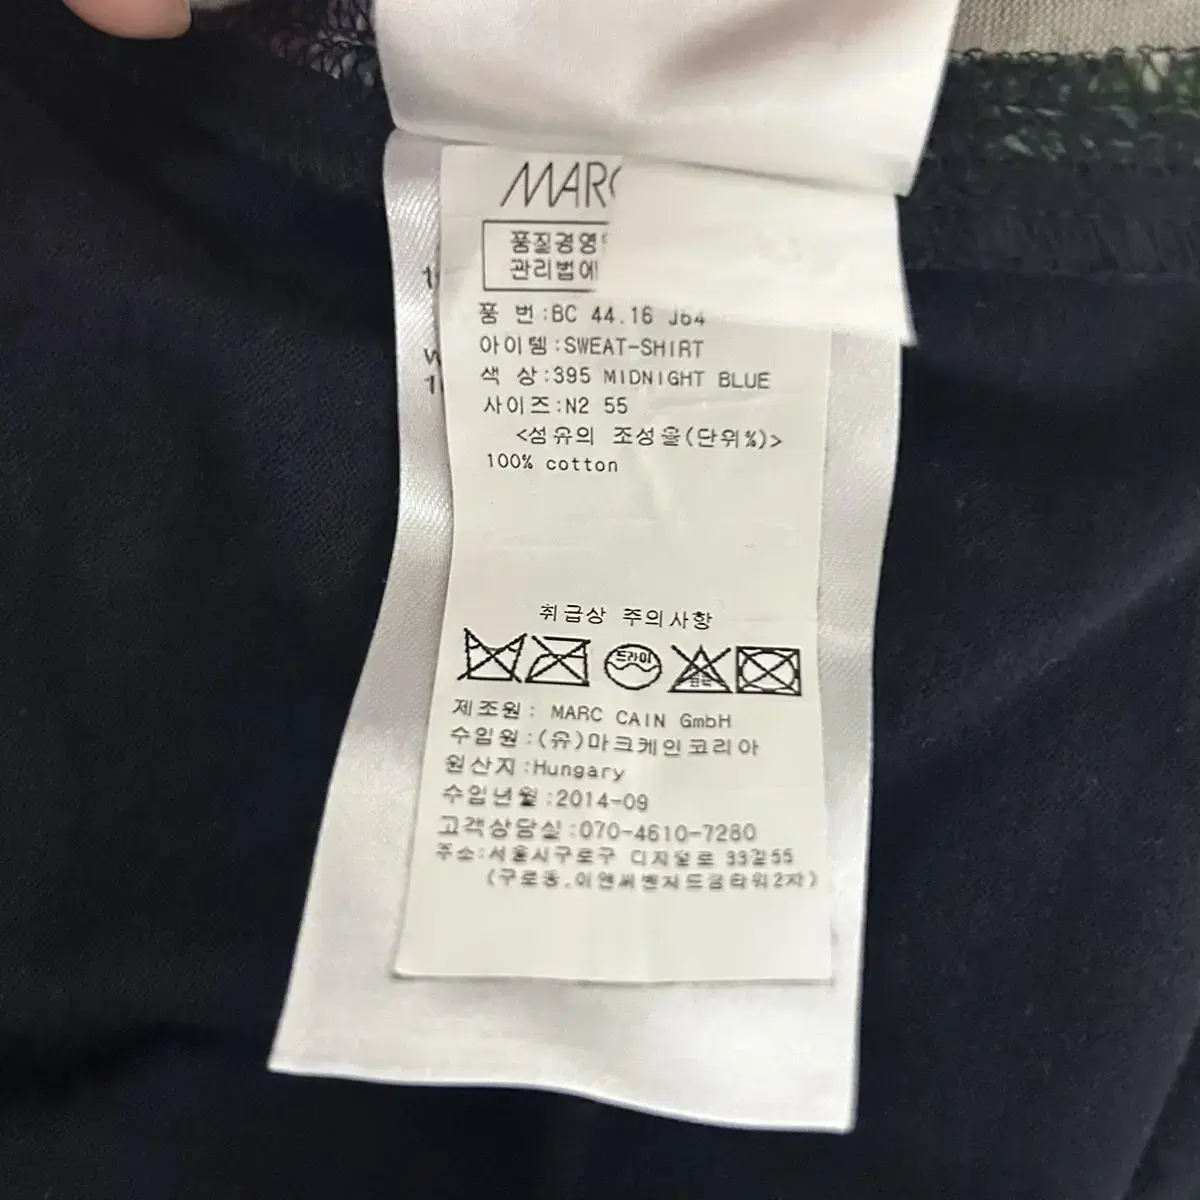 MARC
품질경영
관리법에
품 번:BC 44.16 J64
아이템:SWEAT-SHIRT
색 상:395 MIDNIGHT BLUE
사이즈:N2 55
<섬유의 조성율(단위%)>
100% cotton
취급상 주의사항
드라이
표백
제조원: MARC CAIN GmbH
수입원:(유)마크케인코리아
원산지:Hungary
수입년월:2014-09
고객상담실:070-4610-7280
주소:서울시구로구 디지털로 33길55
(구로동,이앤씨벤처드림타워2차)